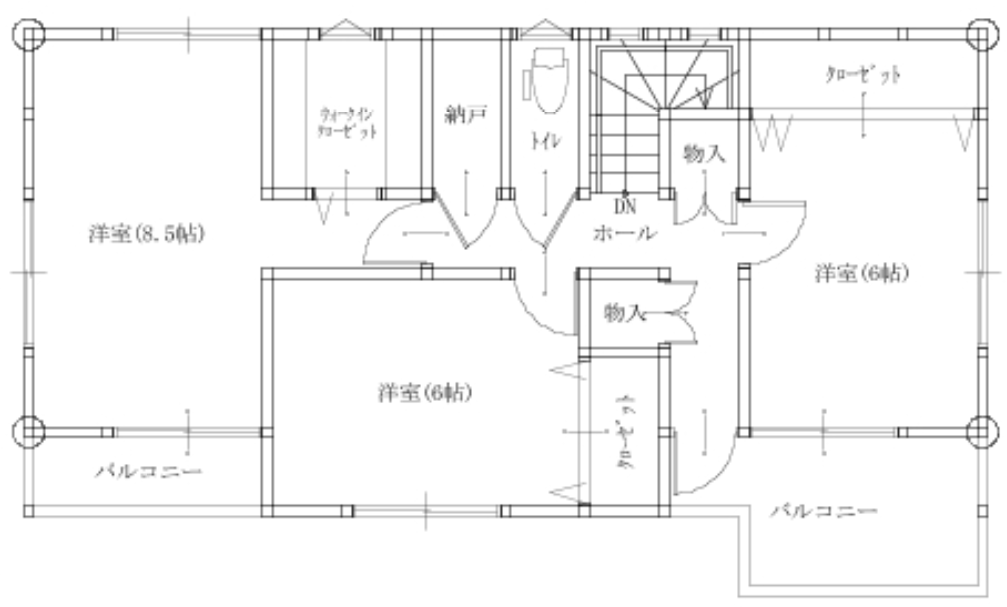 クローゼット
ウォークイン
クローゼット
納戸
トイレ
物入
DN
ホール
洋室(8.5帖)
洋室(6帖)
物入
洋室(6帖)
クローゼット
バルコニー
バルコニー